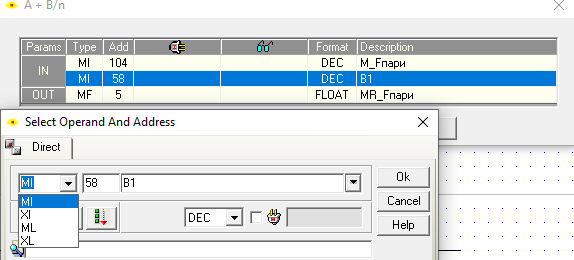 A + B/n
Params Type Add Format Description
IN MI 104 DEC M_Fпари
MI 58 DEC B1
OUT MF 5 FLOAT MR_Fпари
Select Operand And Address
Direct
MI 58 B1 Ok
MI
XI
ML
XL
DEC
Cancel
Help